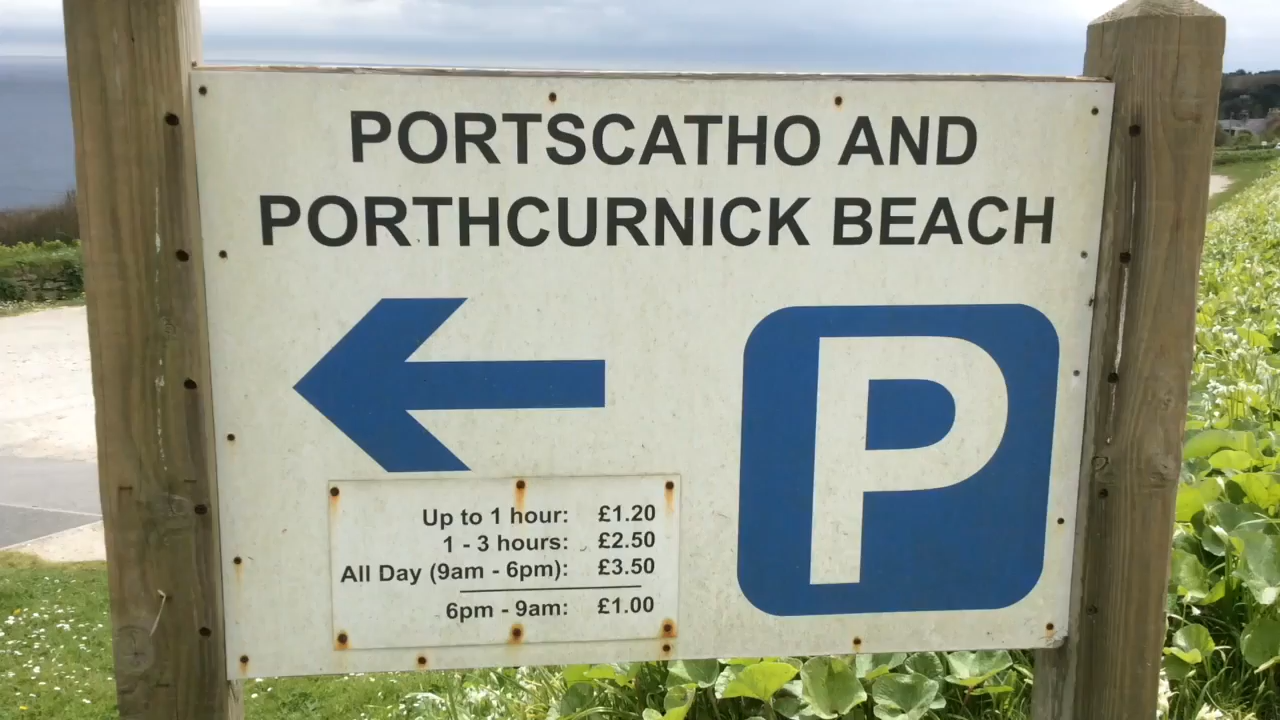 PORTSCATHO AND
PORTHCURNICK BEACH
P
Up to 1 hour: £1.20
1 - 3 hours: £2.50
All Day (9am - 6pm): £3.50
6pm - 9am: £1.00